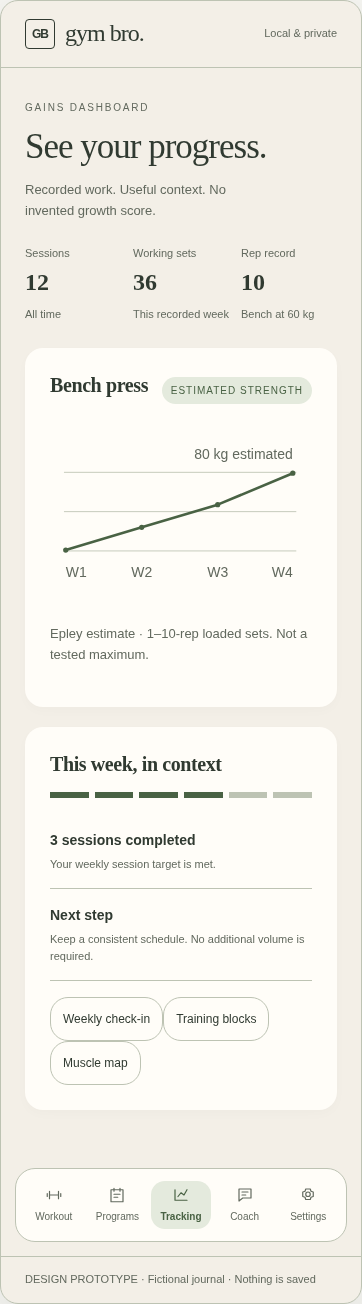 GB gym bro. Local & private
GAINS DASHBOARD
See your progress.
Recorded work. Useful context. No
invented growth score.
Sessions Working sets Rep record
12 36 10
All time This recorded week Bench at 60 kg
Bench press ESTIMATED STRENGTH
80 kg estimated
W1 W2 W3 W4
Epley estimate · 1–10-rep loaded sets. Not a
tested maximum.
This week, in context
3 sessions completed
Your weekly session target is met.
Next step
Keep a consistent schedule. No additional volume is
required.
Weekly check-in Training blocks
Muscle map
Workout Programs Tracking Coach Settings
DESIGN PROTOTYPE · Fictional journal · Nothing is saved